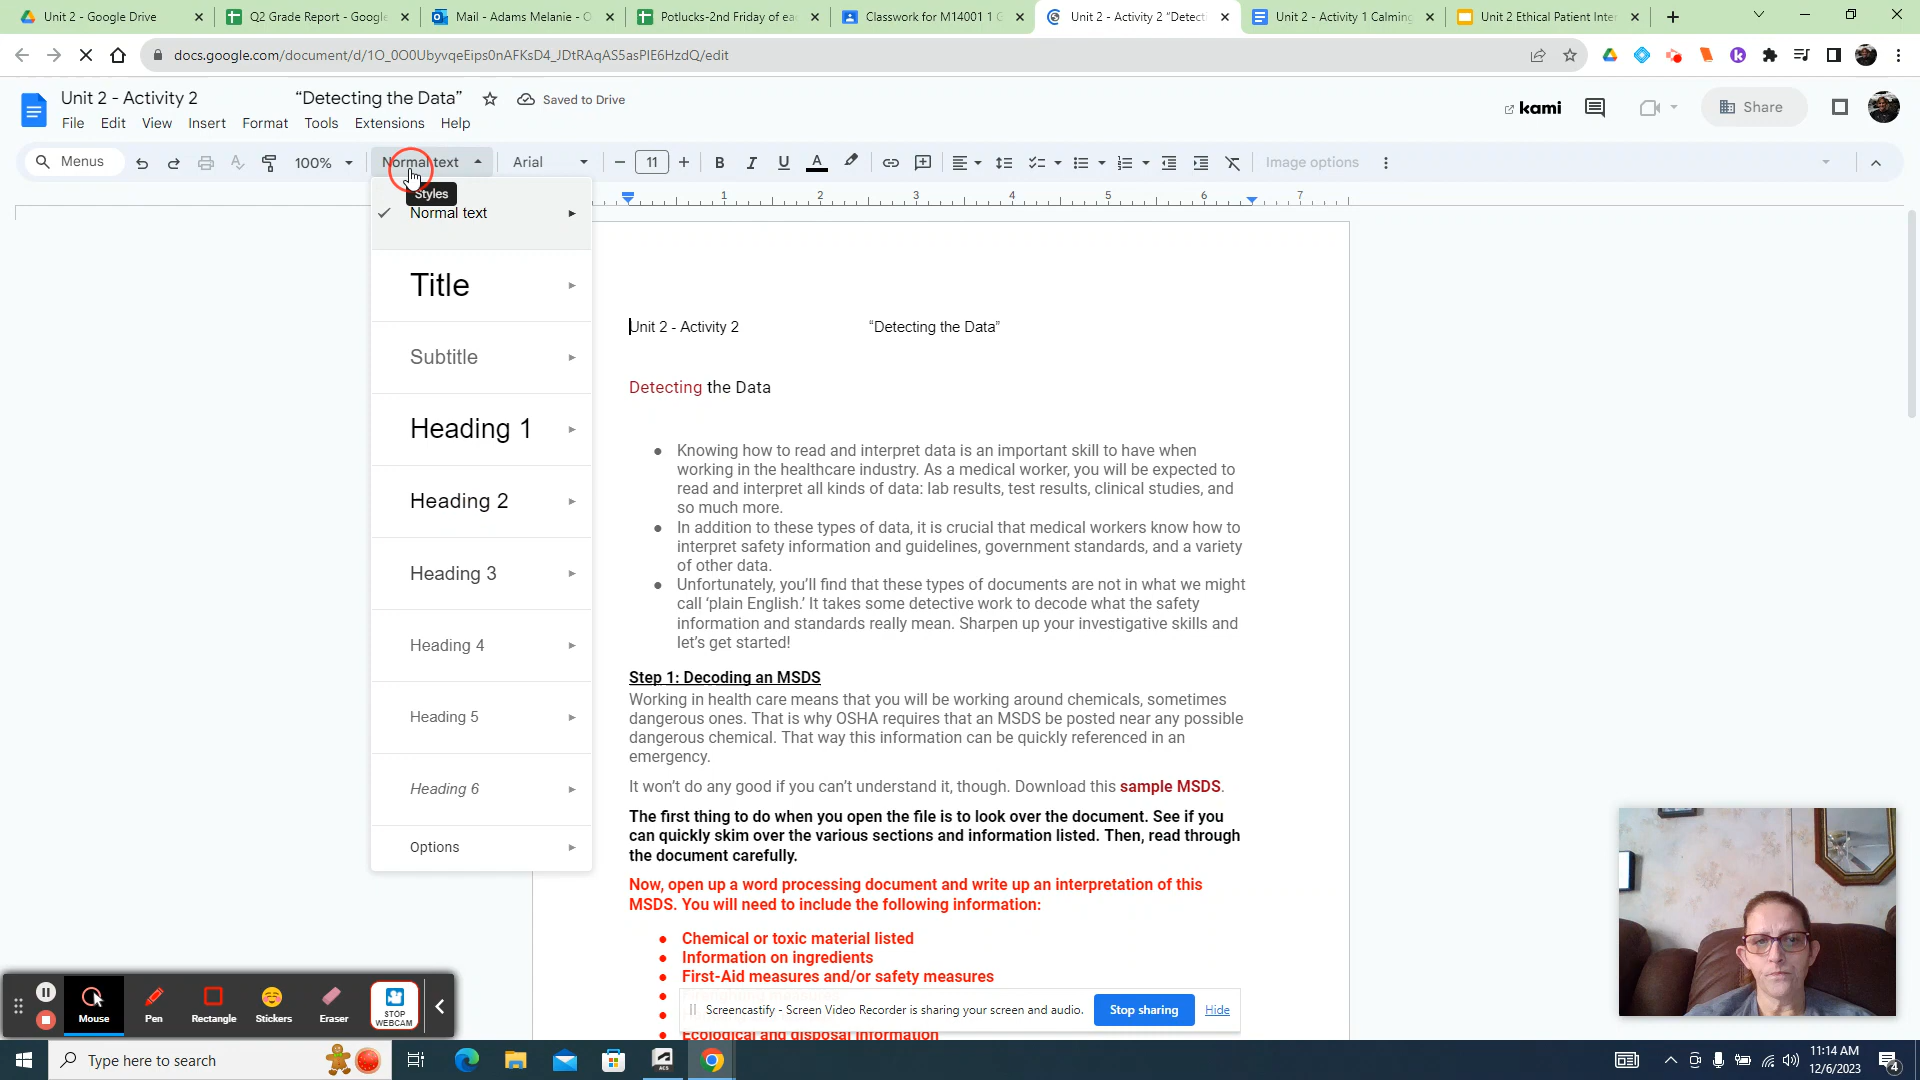 Unit 2 - Google Drive
Q2 Grade Report - Google
Mail - Adams Melanie - O
Potlucks-2nd Friday of ea
Classwork for M14001 1 G
Unit 2 - Activity 2 “Detecti
Unit 2 - Activity 1 Calming
Unit 2 Ethical Patient Inter
docs.google.com/document/d/1O_0O0UbyvqeEips0nAFKsD4_JDtRAqAS5asPIE6HzdQ/edit
Unit 2 - Activity 2 “Detecting the Data”
Saved to Drive
kami
Share
File Edit View Insert Format Tools Extensions Help
Menus
100%
Normal text
Arial
11
Image options
Styles
1 2 3 4 5 6 7
Normal text
Title
Subtitle
Heading 1
Heading 2
Heading 3
Heading 4
Heading 5
Heading 6
Options
Unit 2 - Activity 2 “Detecting the Data”
Detecting the Data
● Knowing how to read and interpret data is an important skill to have when
working in the healthcare industry. As a medical worker, you will be expected to
read and interpret all kinds of data: lab results, test results, clinical studies, and
so much more.
● In addition to these types of data, it is crucial that medical workers know how to
interpret safety information and guidelines, government standards, and a variety
of other data.
● Unfortunately, you’ll find that these types of documents are not in what we might
call ‘plain English.’ It takes some detective work to decode what the safety
information and standards really mean. Sharpen up your investigative skills and
let’s get started!
Step 1: Decoding an MSDS
Working in health care means that you will be working around chemicals, sometimes
dangerous ones. That is why OSHA requires that an MSDS be posted near any possible
dangerous chemical. That way this information can be quickly referenced in an
emergency.
It won’t do any good if you can’t understand it, though. Download this sample MSDS.
The first thing to do when you open the file is to look over the document. See if you
can quickly skim over the various sections and information listed. Then, read through
the document carefully.
Now, open up a word processing document and write up an interpretation of this
MSDS. You will need to include the following information:
● Chemical or toxic material listed
● Information on ingredients
● First-Aid measures and/or safety measures
Ecological and disposal information
Screencastify - Screen Video Recorder is sharing your screen and audio.
Stop sharing
Hide
Mouse
Pen
Rectangle
Stickers
Eraser
STOP
WEBCAM
Type here to search
ACS
11:14 AM
12/6/2023
4